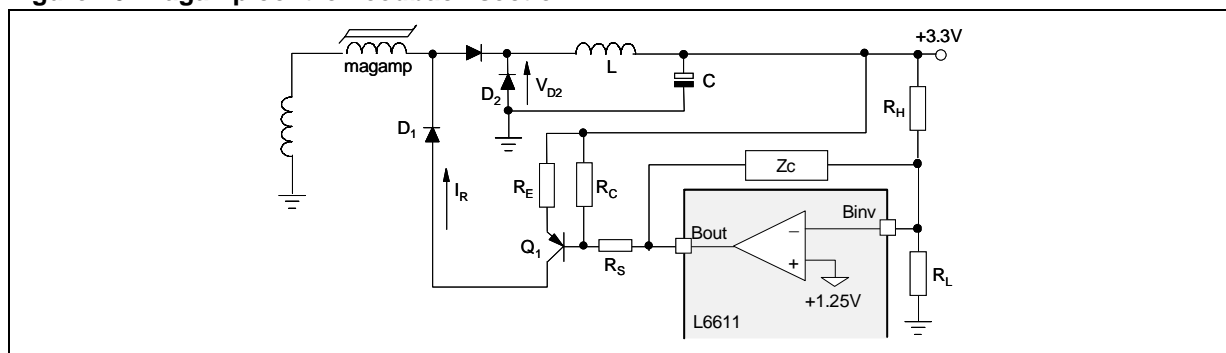 +3.3V
magamp
L
C
D2
VD2
RH
D1
Zc
IR
RE
RC
Bout
Binv
Q1
RS
−
+
RL
+1.25V
L6611